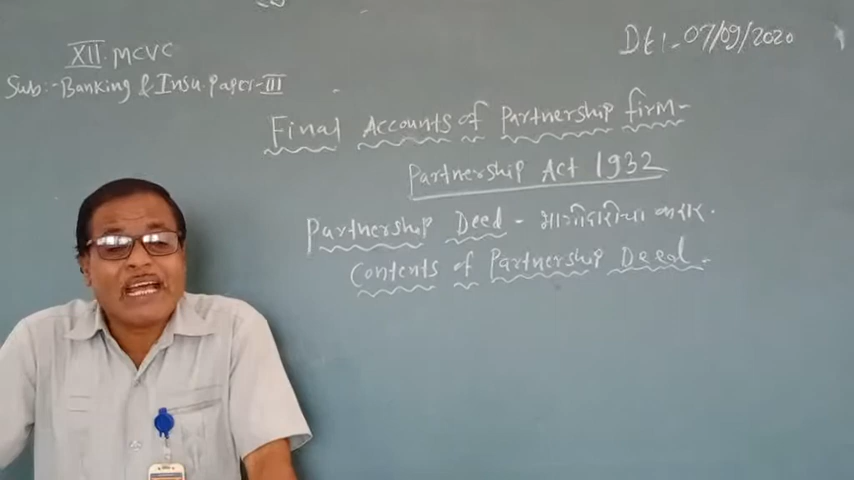 XII MCVC
Dt:- 07/09/2020
Sub:- Banking & Insu. Paper-III
Final Accounts of Partnership firm-
Partnership Act 1932
Partnership Deed - भागीदारीचा करार.
Contents of Partnership Deed -